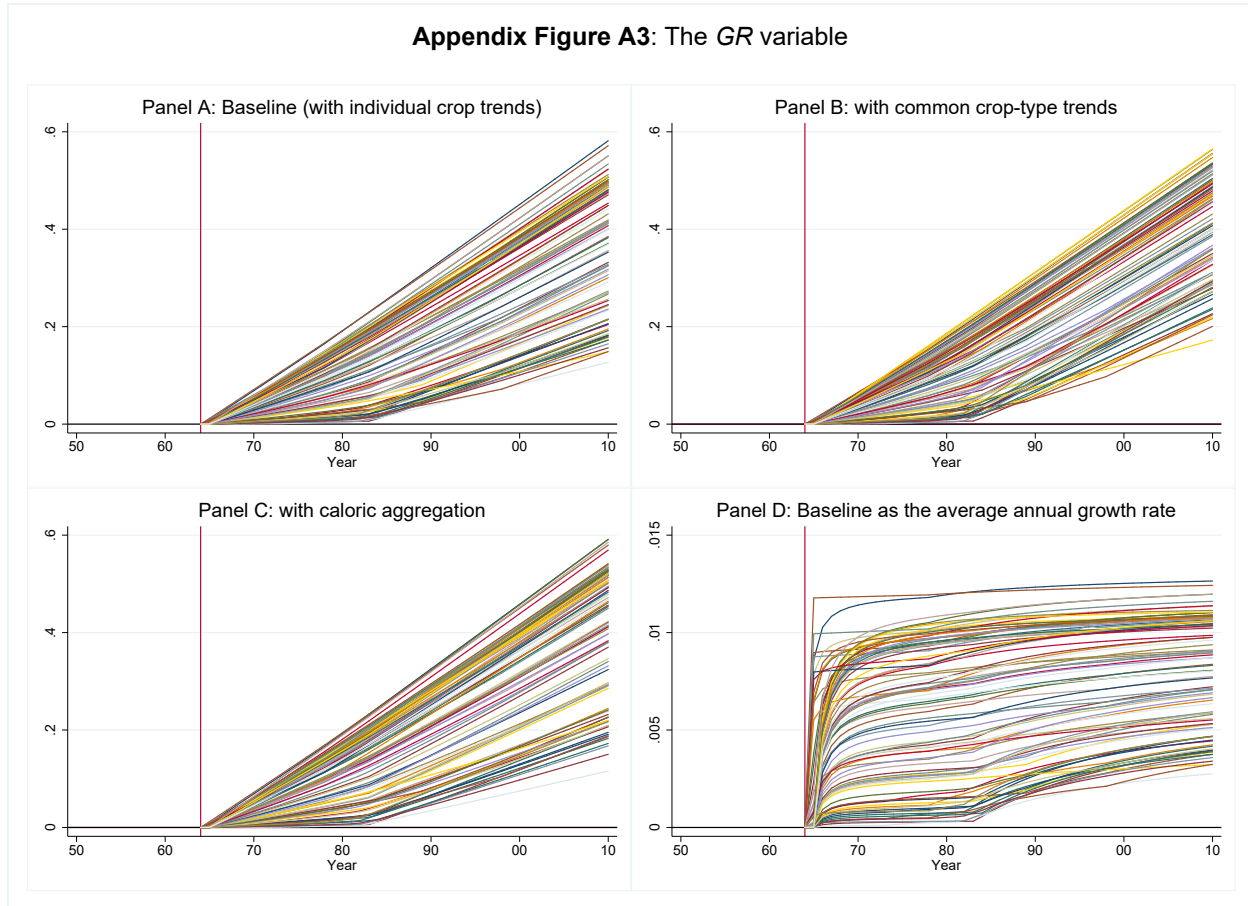 Appendix Figure A3: The GR variable
Panel A: Baseline (with individual crop trends)
.6
.4
.2
0
50 60 70 80 90 00 10
Year
Panel B: with common crop-type trends
.6
.4
.2
0
50 60 70 80 90 00 10
Year
Panel C: with caloric aggregation
.6
.4
.2
0
50 60 70 80 90 00 10
Year
Panel D: Baseline as the average annual growth rate
.015
.01
.005
0
50 60 70 80 90 00 10
Year